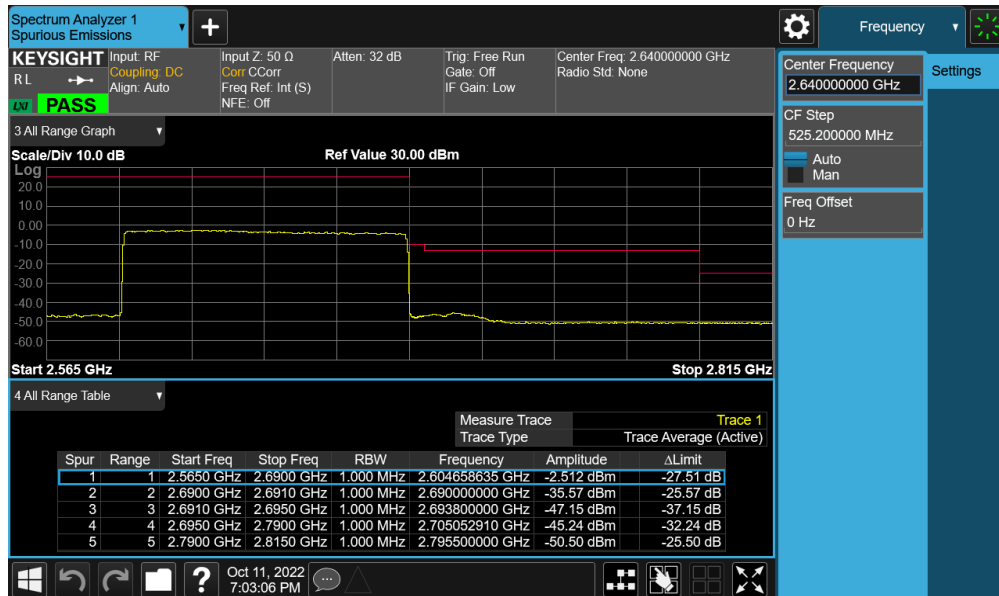 Spectrum Analyzer 1
Spurious Emissions
+
Frequency
KEYSIGHT
R L
LXI
PASS
Input: RF
Coupling: DC
Align: Auto
Input Z: 50 Ω
Corr CCorr
Freq Ref: Int (S)
NFE: Off
Atten: 32 dB
Trig: Free Run
Gate: Off
IF Gain: Low
Center Freq: 2.640000000 GHz
Radio Std: None
Center Frequency
2.640000000 GHz
Settings
CF Step
525.200000 MHz
Auto
Man
Freq Offset
0 Hz
3 All Range Graph
Scale/Div 10.0 dB
Ref Value 30.00 dBm
Log
20.0
10.0
0.00
-10.0
-20.0
-30.0
-40.0
-50.0
-60.0
Start 2.565 GHz
Stop 2.815 GHz
4 All Range Table
Measure Trace Trace 1
Trace Type Trace Average (Active)
Spur Range Start Freq Stop Freq RBW Frequency Amplitude ΔLimit
1 1 2.5650 GHz 2.6900 GHz 1.000 MHz 2.604658635 GHz -2.512 dBm -27.51 dB
2 2 2.6900 GHz 2.6910 GHz 1.000 MHz 2.690000000 GHz -35.57 dBm -25.57 dB
3 3 2.6910 GHz 2.6950 GHz 1.000 MHz 2.693800000 GHz -47.15 dBm -37.15 dB
4 4 2.6950 GHz 2.7900 GHz 1.000 MHz 2.705052910 GHz -45.24 dBm -32.24 dB
5 5 2.7900 GHz 2.8150 GHz 1.000 MHz 2.795500000 GHz -50.50 dBm -25.50 dB
?
Oct 11, 2022
7:03:06 PM